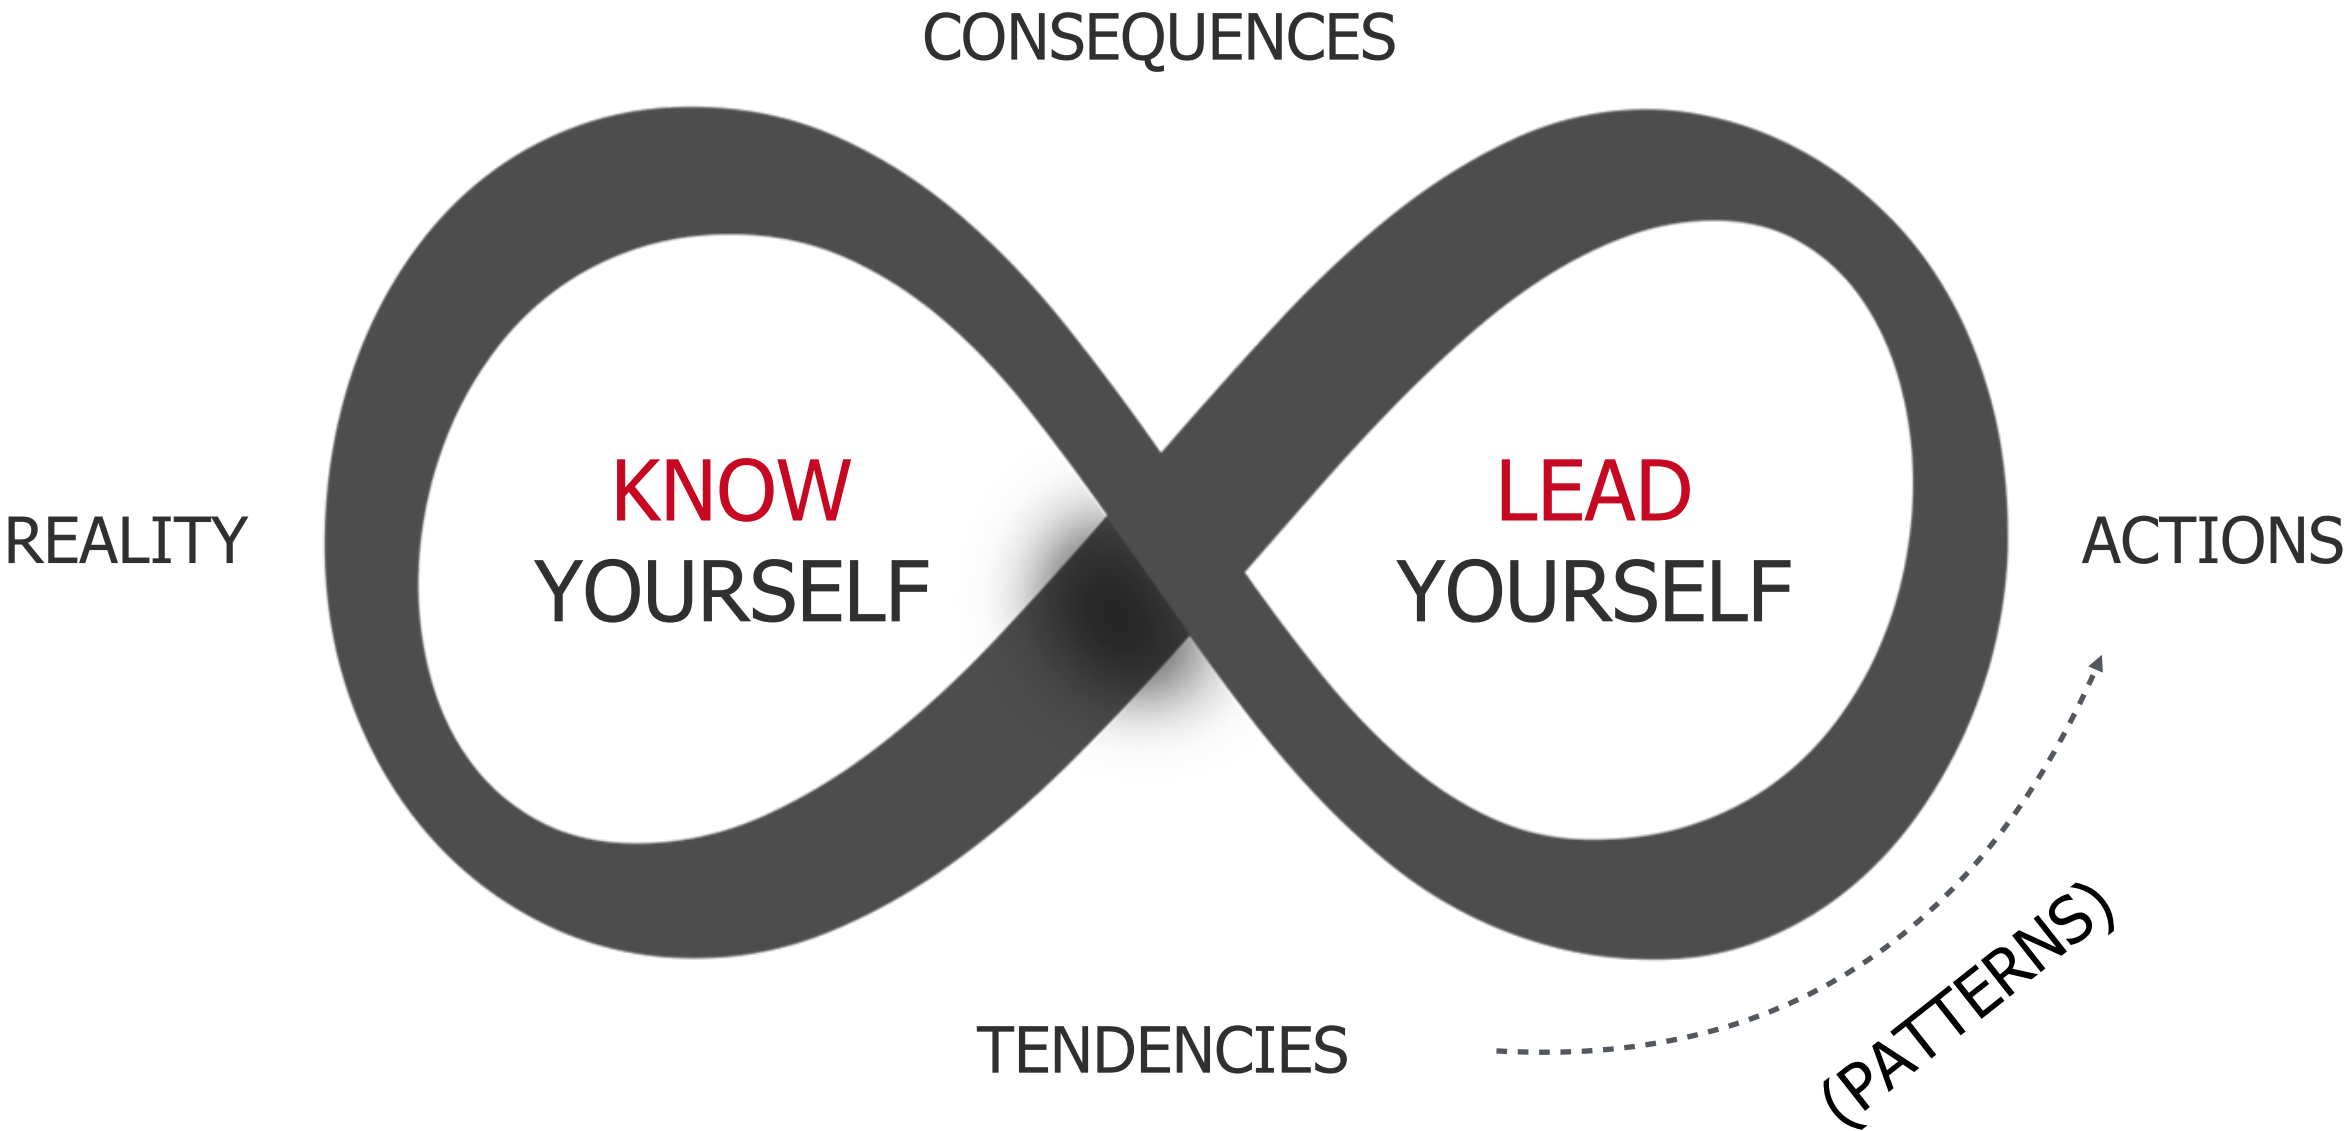 CONSEQUENCES
KNOW
YOURSELF
LEAD
YOURSELF
REALITY
ACTIONS
TENDENCIES
(PATTERNS)